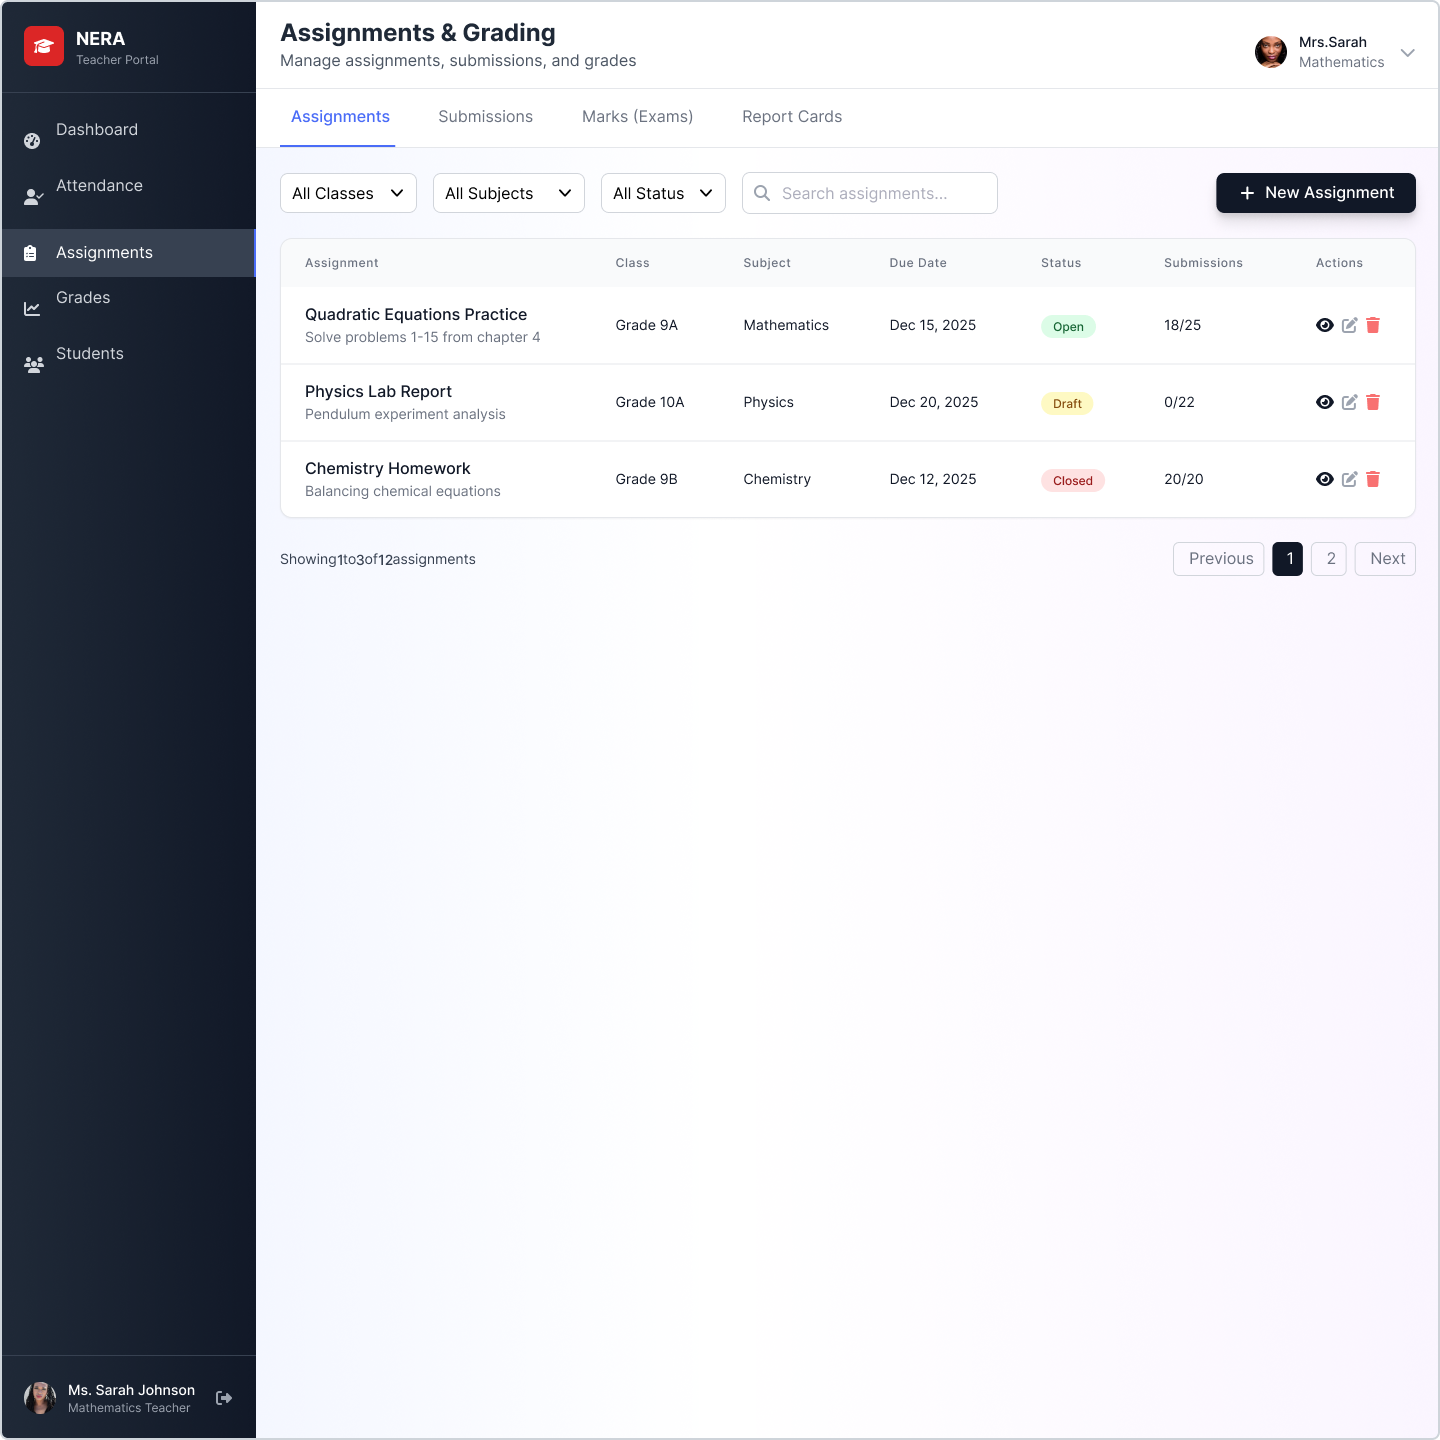 NERA
Teacher Portal
Dashboard
Attendance
Assignments
Grades
Students
Ms. Sarah Johnson
Mathematics Teacher
Assignments & Grading
Manage assignments, submissions, and grades
Mrs.Sarah
Mathematics
Assignments Submissions Marks (Exams) Report Cards
All Classes All Subjects All Status Search assignments... + New Assignment
Assignment Class Subject Due Date Status Submissions Actions
Quadratic Equations Practice
Solve problems 1-15 from chapter 4
Grade 9A Mathematics Dec 15, 2025 Open 18/25
Physics Lab Report
Pendulum experiment analysis
Grade 10A Physics Dec 20, 2025 Draft 0/22
Chemistry Homework
Balancing chemical equations
Grade 9B Chemistry Dec 12, 2025 Closed 20/20
Showing1to3of12assignments
Previous 1 2 Next